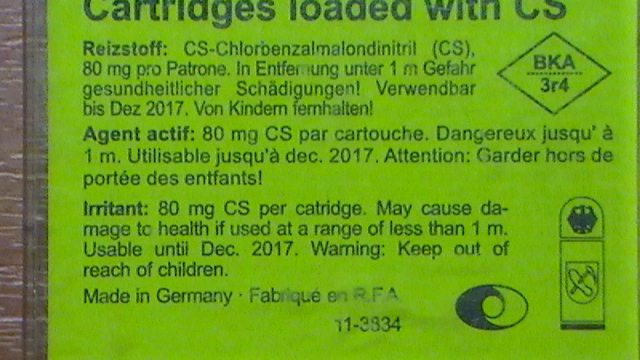 Cartridges loaded with CS
Reizstoff: CS-Chlorbenzalmalondinitril (CS),
80 mg pro Patrone. In Entfernung unter 1 m Gefahr
gesundheitlicher Schädigungen! Verwendbar
bis Dez 2017. Von Kindern fernhalten!
BKA
3r4
Agent actif: 80 mg CS par cartouche. Dangereux jusqu' à
1 m. Utilisable jusqu'à dec. 2017. Attention: Garder hors de
portée des entfants!
Irritant: 80 mg CS per catridge. May cause da-
mage to health if used at a range of less than 1 m.
Usable until Dec. 2017. Warning: Keep out of
reach of children.
Made in Germany · Fabriqué en R.F.A.
11-3834